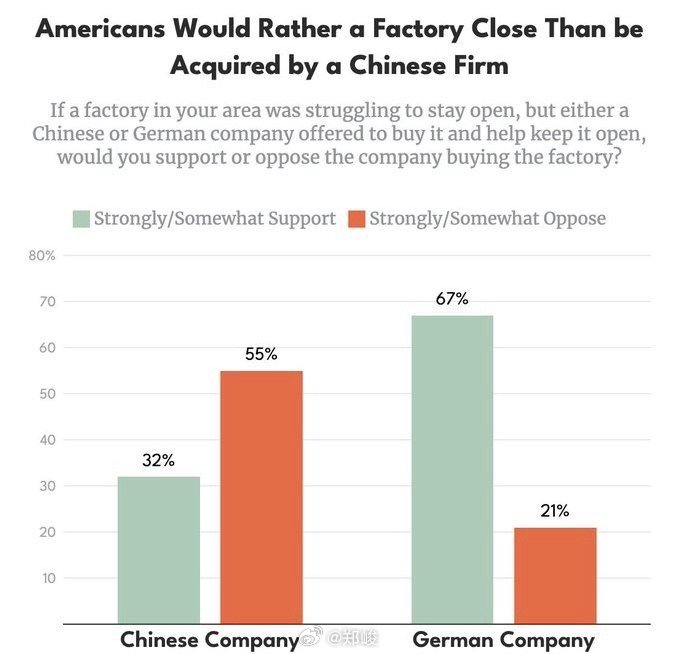 Americans Would Rather a Factory Close Than be
Acquired by a Chinese Firm
If a factory in your area was struggling to stay open, but either a
Chinese or German company offered to buy it and help keep it open,
would you support or oppose the company buying the factory?
Strongly/Somewhat Support Strongly/Somewhat Oppose
80%
70
60
50
40
30
20
10
32%
55%
67%
21%
Chinese Company German Company
@郑峻